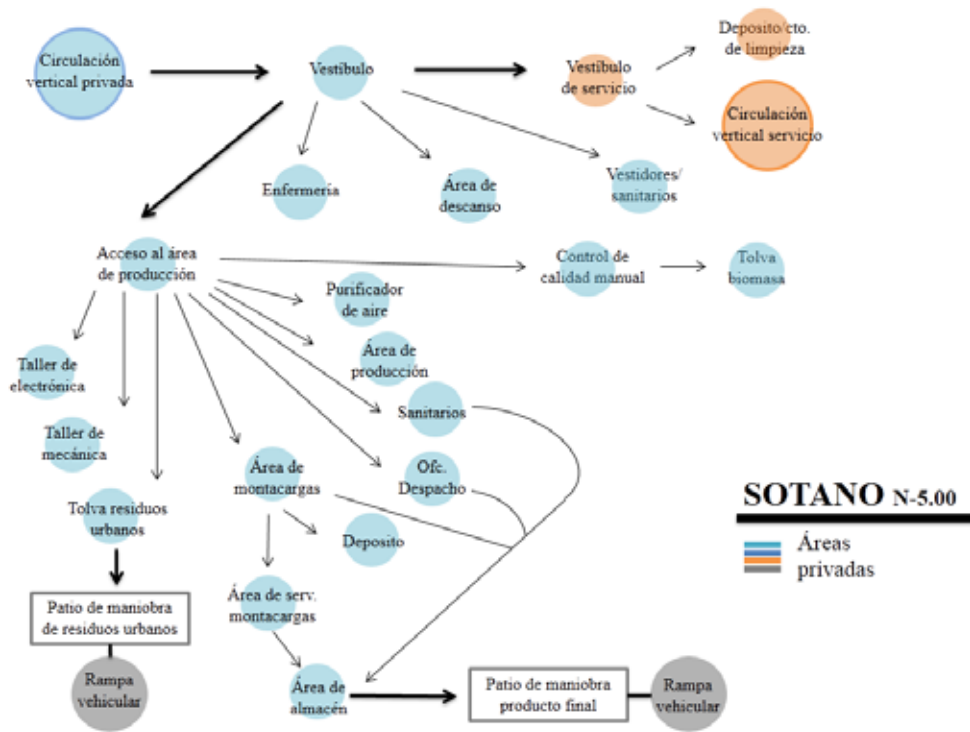 Circulación
vertical privada
Vestíbulo
Vestíbulo
de servicio
Deposito/cto.
de limpieza
Circulación
vertical servicio
Enfermería
Área de
descanso
Vestidores/
sanitarios
Acceso al área
de producción
Control de
calidad manual
Tolva
biomasa
Purificador
de aire
Área de
producción
Taller de
electrónica
Sanitarios
Taller de
mecánica
Área de
montacargas
Ofc.
Despacho
Tolva residuos
urbanos
Deposito
SOTANO N-5.00
Áreas
privadas
Área de serv.
montacargas
Patio de maniobra
de residuos urbanos
Rampa
vehicular
Área de
almacén
Patio de maniobra
producto final
Rampa
vehicular